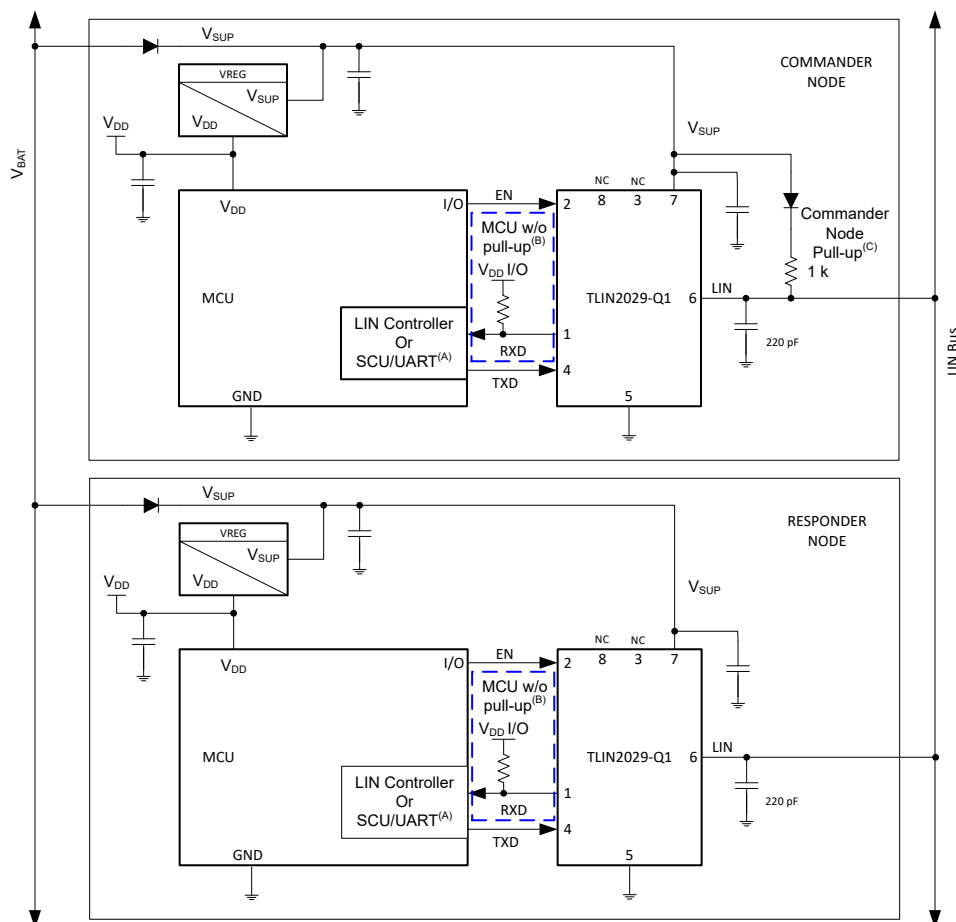 COMMANDER
NODE
VSUP
VREG
VSUP
VDD
VDD
VBAT
VSUP
VDD
I/O
EN
2
NC
8
NC
3
7
MCU w/o
pull-up(B)
VDD I/O
Commander
Node
Pull-up(C)
1 k
MCU
TLIN2029-Q1
6
LIN
LIN Controller
Or
SCU/UART(A)
1
RXD
4
TXD
220 pF
GND
5
LIN Bus
RESPONDER
NODE
VSUP
VREG
VSUP
VDD
VDD
VSUP
VDD
I/O
EN
2
NC
8
NC
3
7
MCU w/o
pull-up(B)
VDD I/O
MCU
TLIN2029-Q1
6
LIN
LIN Controller
Or
SCU/UART(A)
1
RXD
4
TXD
220 pF
GND
5